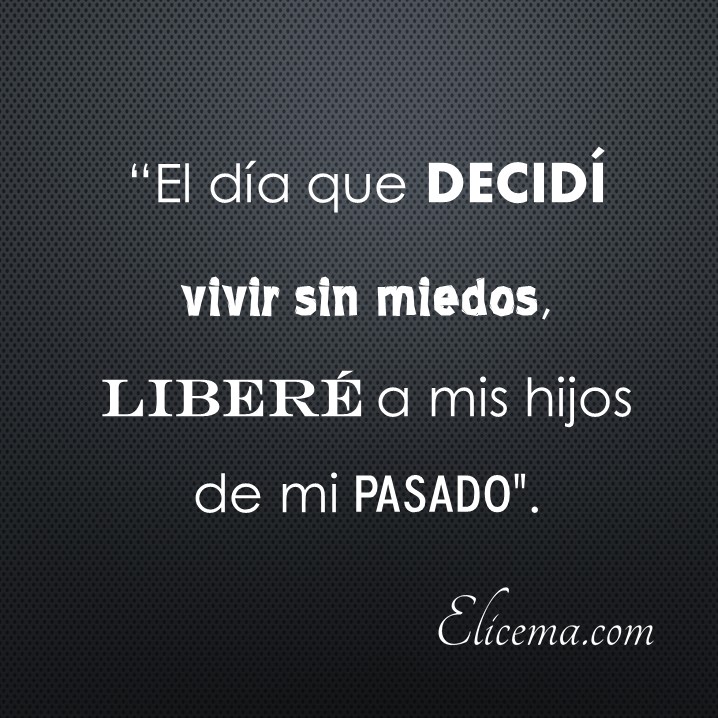 “El día que DECIDÍ
vivir sin miedos,
LIBERÉ a mis hijos
de mi PASADO".
Elicema.com